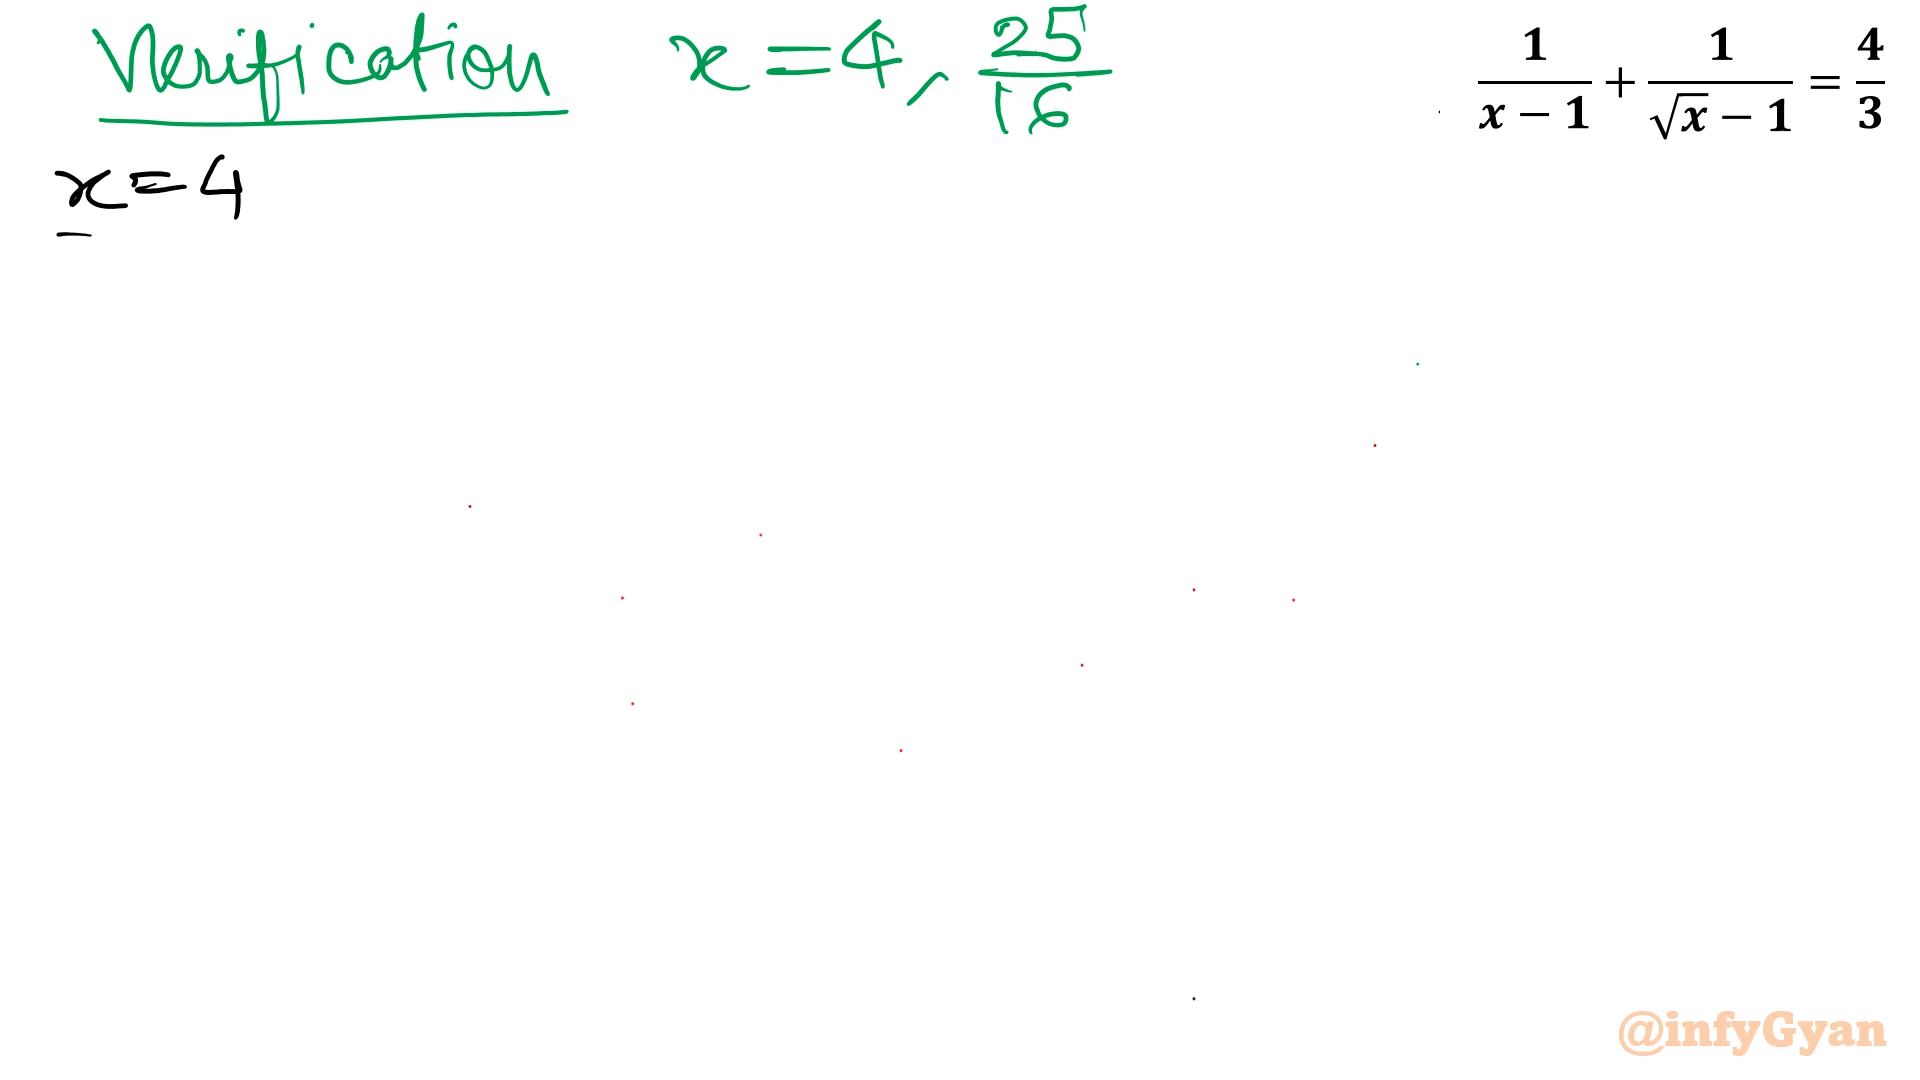 Verification x = 4, 25/16
1/(x − 1) + 1/(√x − 1) = 4/3
x = 4
@infyGyan